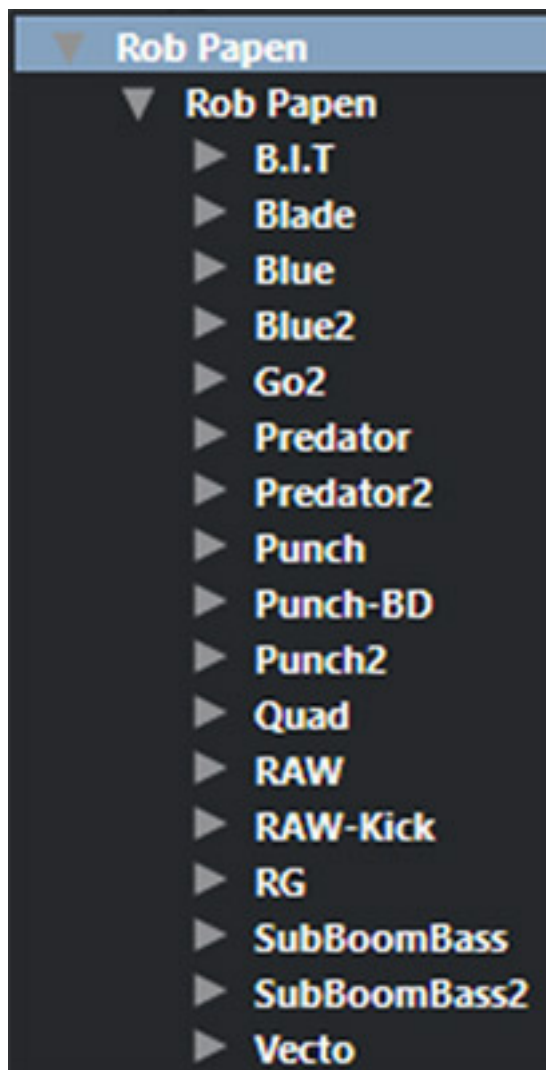 Rob Papen
Rob Papen
B.I.T
Blade
Blue
Blue2
Go2
Predator
Predator2
Punch
Punch-BD
Punch2
Quad
RAW
RAW-Kick
RG
SubBoomBass
SubBoomBass2
Vecto